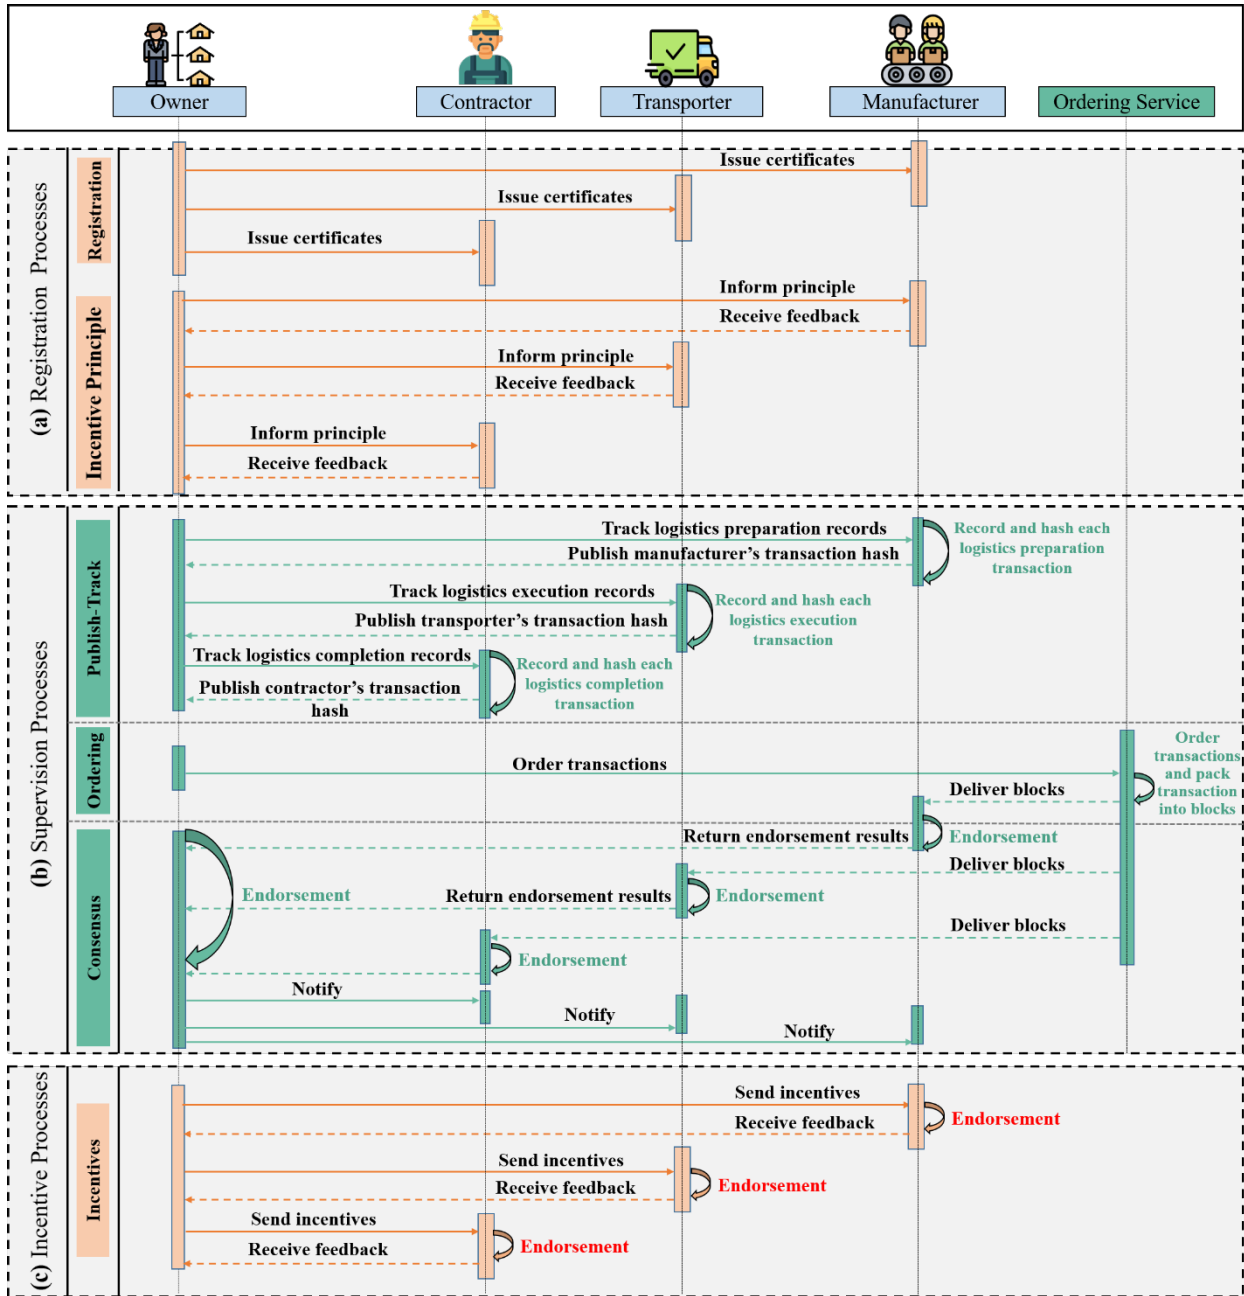 Owner
Contractor
Transporter
Manufacturer
Ordering Service
(a) Registration Processes
Registration
Issue certificates
Issue certificates
Issue certificates
Incentive Principle
Inform principle
Receive feedback
Inform principle
Receive feedback
Inform principle
Receive feedback
(b) Supervision Processes
Publish-Track
Track logistics preparation records
Publish manufacturer's transaction hash
Record and hash each
logistics preparation
transaction
Track logistics execution records
Publish transporter's transaction hash
Record and hash each
logistics execution
transaction
Track logistics completion records
Publish contractor's transaction
hash
Record and hash each
logistics completion
transaction
Ordering
Order transactions
Order
transactions
and pack
transaction
into blocks
Deliver blocks
Consensus
Return endorsement results
Endorsement
Deliver blocks
Endorsement
Return endorsement results
Endorsement
Deliver blocks
Endorsement
Notify
Notify
Notify
(c) Incentive Processes
Incentives
Send incentives
Receive feedback
Endorsement
Send incentives
Receive feedback
Endorsement
Send incentives
Receive feedback
Endorsement